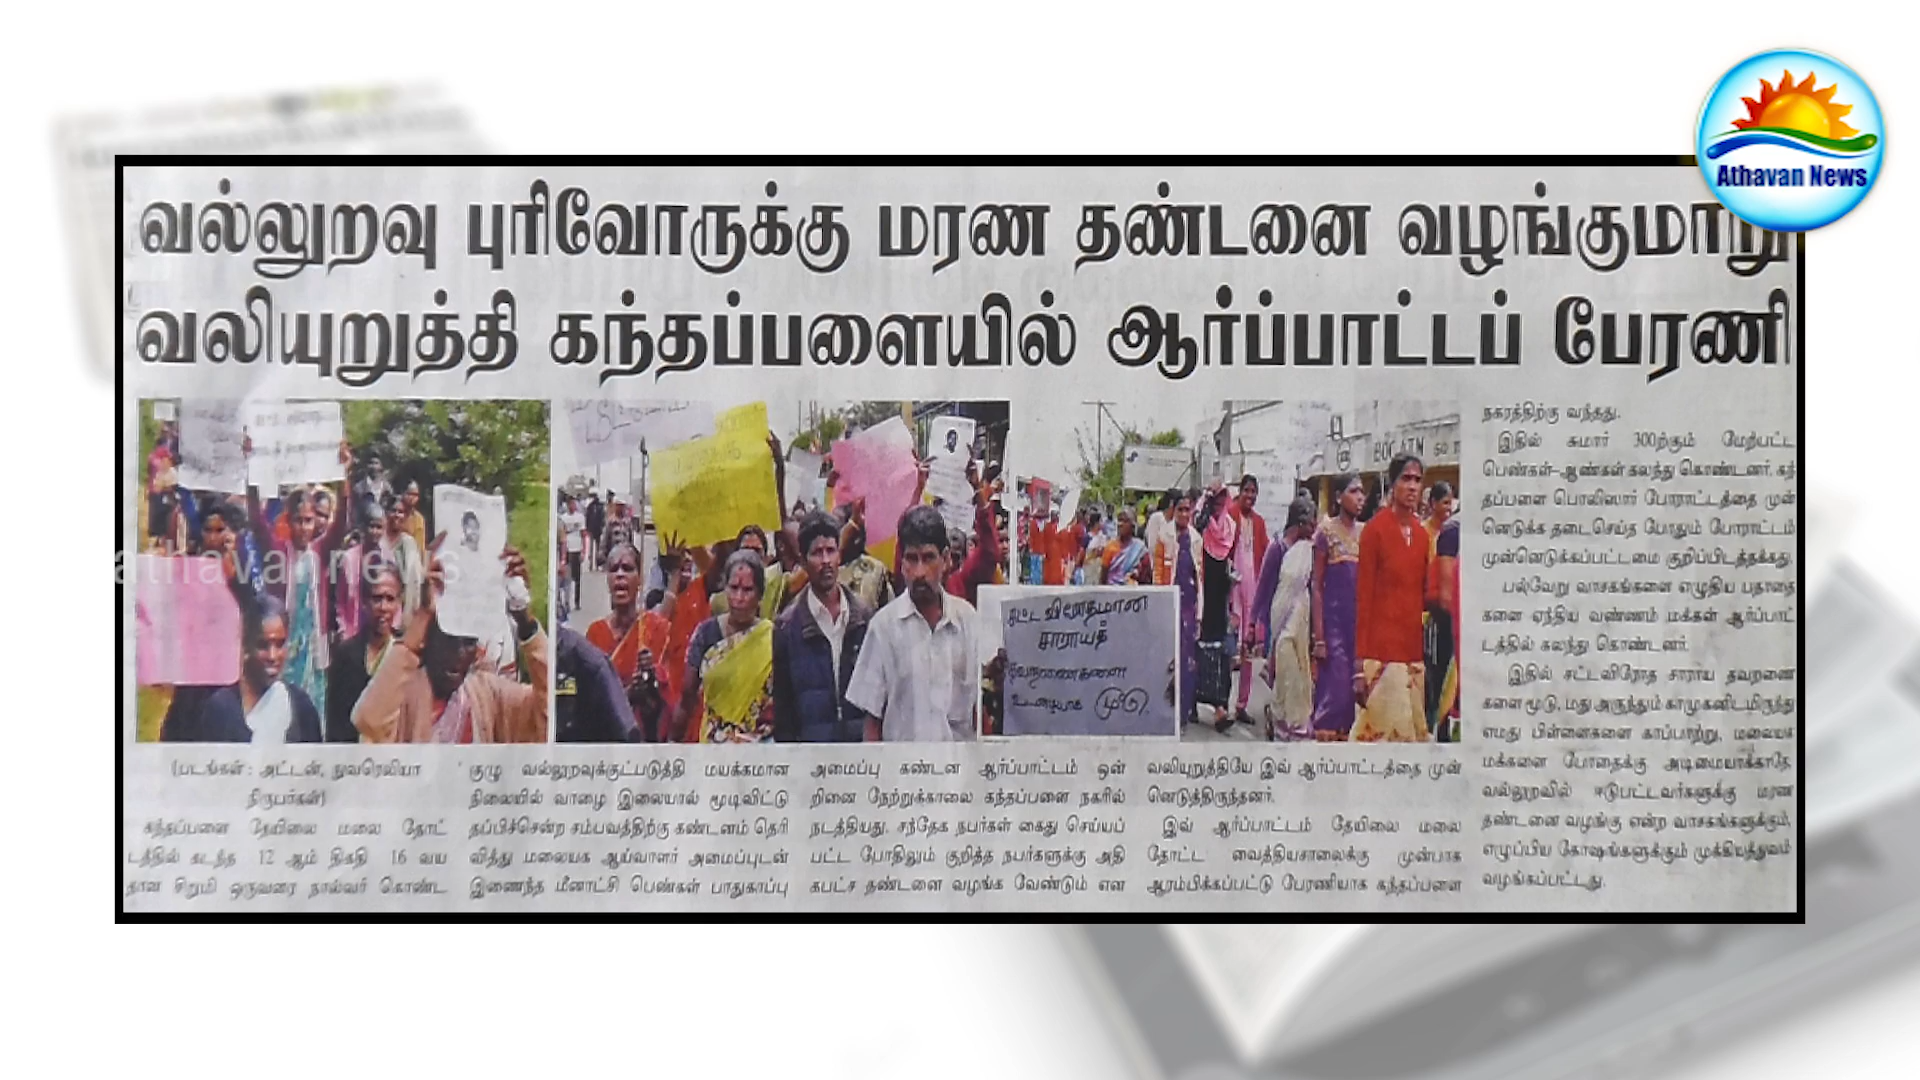 Athavan News
வல்லுறவு புரிவோருக்கு மரண தண்டனை வழங்குமாறு
வலியுறுத்தி கந்தப்பளையில் ஆர்ப்பாட்டப் பேரணி
athavannews
BOC ATM
சட்ட விரோதமான
சாராயத்
தவறணைகளை
உடனடியாக மூடு.
(படங்கள் : அட்டன், நுவரெலியா
நிருபர்கள்)
கந்தப்பளை தேயிலை மலை தோட்
டத்தில் கடந்த 12 ஆம் திகதி 16 வய
தான சிறுமி ஒருவரை நால்வர் கொண்ட
குழு வல்லுறவுக்குட்படுத்தி மயக்கமான
நிலையில் வாழை இலையால் மூடிவிட்டு
தப்பிச்சென்ற சம்பவத்திற்கு கண்டனம் தெரி
வித்து மலையக ஆய்வாளர் அமைப்புடன்
இணைந்த மீனாட்சி பெண்கள் பாதுகாப்பு
அமைப்பு கண்டன ஆர்ப்பாட்டம் ஒன்
றினை நேற்றுக்காலை கந்தப்பளை நகரில்
நடத்தியது. சந்தேக நபர்கள் கைது செய்யப்
பட்ட போதிலும் குறித்த நபர்களுக்கு அதி
கபட்ச தண்டனை வழங்க வேண்டும் என
வலியுறுத்தியே இவ் ஆர்ப்பாட்டத்தை முன்
னெடுத்திருந்தனர்.
இவ் ஆர்ப்பாட்டம் தேயிலை மலை
தோட்ட வைத்தியசாலைக்கு முன்பாக
ஆரம்பிக்கப்பட்டு பேரணியாக கந்தப்பளை
நகரத்திற்கு வந்தது.
இதில் சுமார் 300ற்கும் மேற்பட்ட
பெண்கள்-ஆண்கள் கலந்து கொண்டனர். கந்
தப்பளை பொலிஸார் போராட்டத்தை முன்
னெடுக்க தடை செய்த போதும் போராட்டம்
முன்னெடுக்கப்பட்டமை குறிப்பிடத்தக்கது.
பல்வேறு வாசகங்களை எழுதிய பதாதை
களை ஏந்திய வண்ணம் மக்கள் ஆர்ப்பாட்
டத்தில் கலந்து கொண்டனர்.
இதில் சட்டவிரோத சாராய தவறணை
களை மூடு, மது அருந்தும் காமுகனிடமிருந்து
எமது பிள்ளைகளை காப்பாற்று, மலையக
மக்களை போதைக்கு அடிமையாக்காதே,
வல்லுறவில் ஈடுபட்டவர்களுக்கு மரண
தண்டனை வழங்கு என்ற வாசகங்களுக்கும்,
எழுப்பிய கோஷங்களுக்கும் முக்கியத்துவம்
வழங்கப்பட்டது.